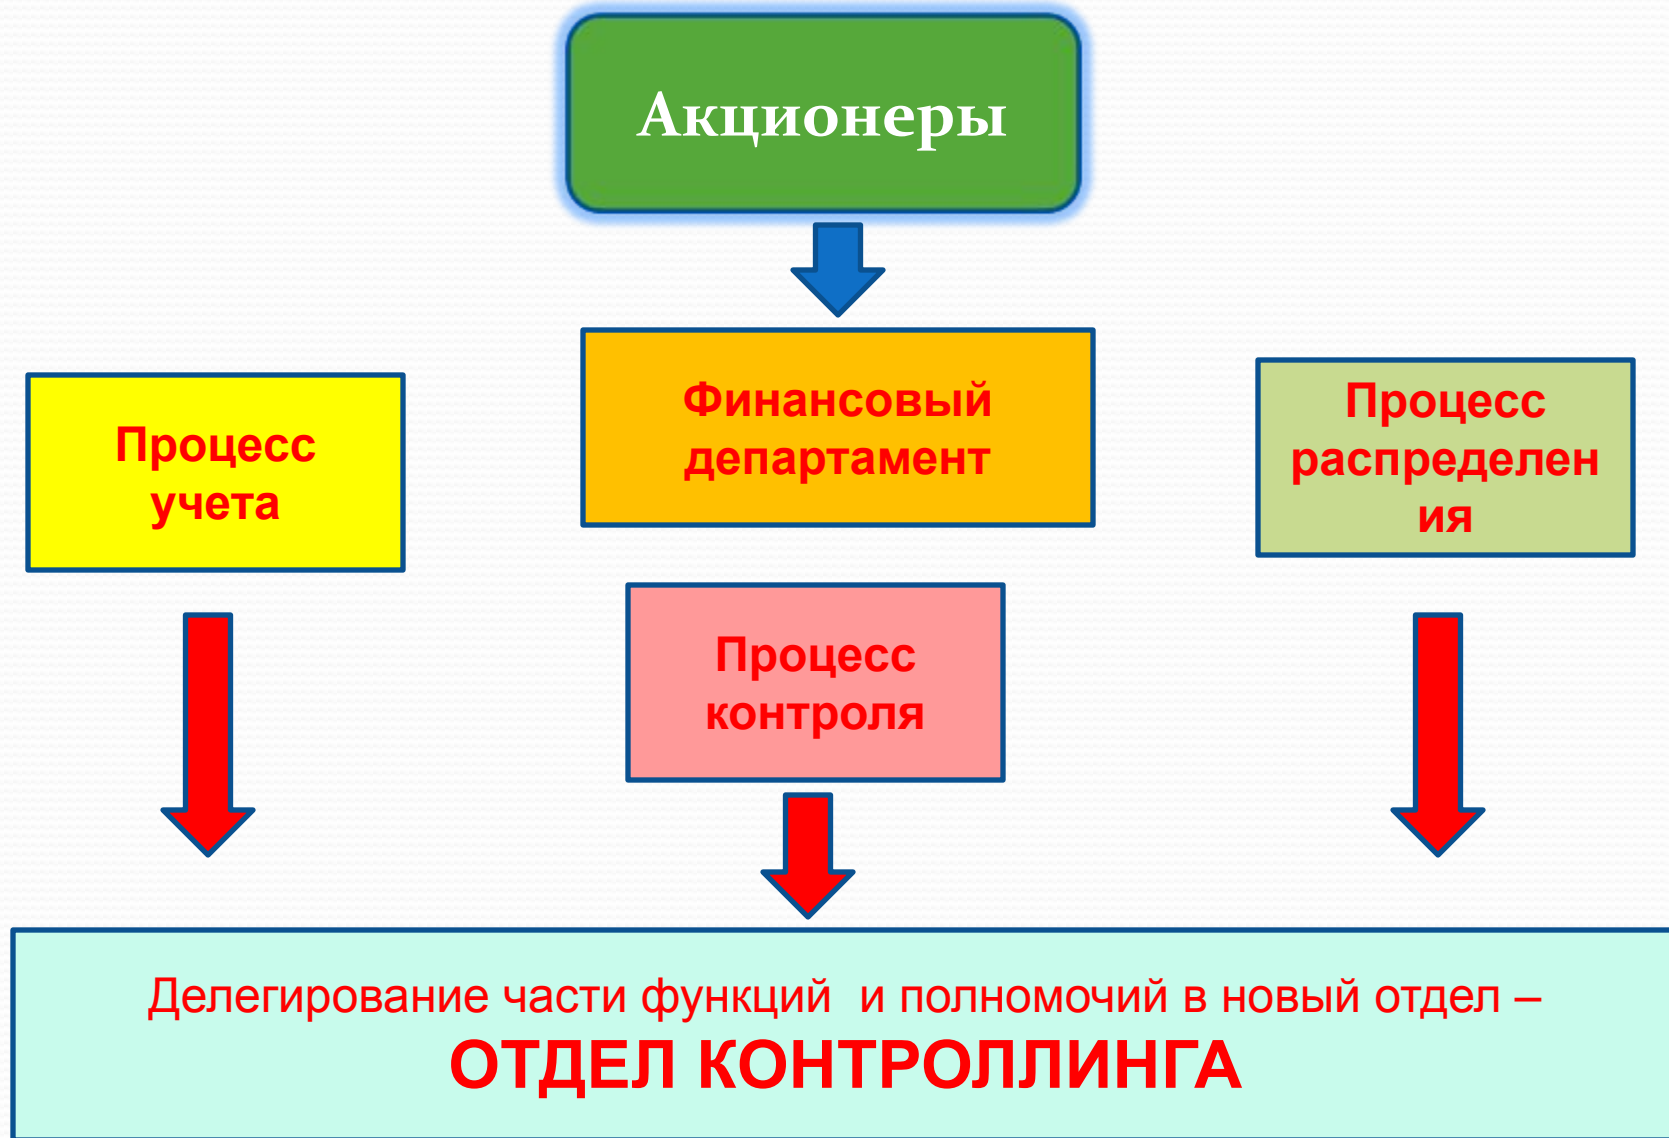 Акционеры
Финансовый
департамент
Процесс
учета
Процесс
распределен
ия
Процесс
контроля
Делегирование части функций  и полномочий в новый отдел –
ОТДЕЛ КОНТРОЛЛИНГА